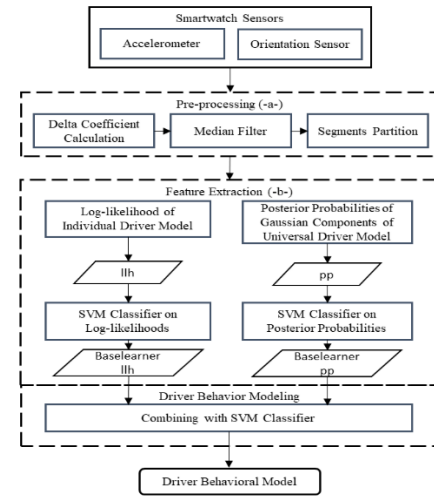 Smartwatch Sensors
Accelerometer
Orientation Sensor
Pre-processing (-a-)
Delta Coefficient
Calculation
Median Filter
Segments Partition
Feature Extraction (-b-)
Log-likelihood of
Individual Driver Model
Posterior Probabilities of
Gaussian Components of
Universal Driver Model
llh
pp
SVM Classifier on
Log-likelihoods
SVM Classifier on
Posterior Probabilities
Baselearner
llh
Baselearner
pp
Driver Behavior Modeling
Combining with SVM Classifier
Driver Behavioral Model